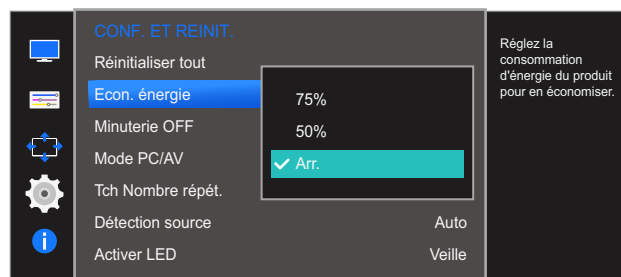 CONF. ET REINIT.
Réinitialiser tout
Econ. énergie
Minuterie OFF
Mode PC/AV
Tch Nombre répét.
Détection source Auto
Activer LED Veille
75%
50%
Arr.
Réglez la
consommation
d'énergie du produit
pour en économiser.